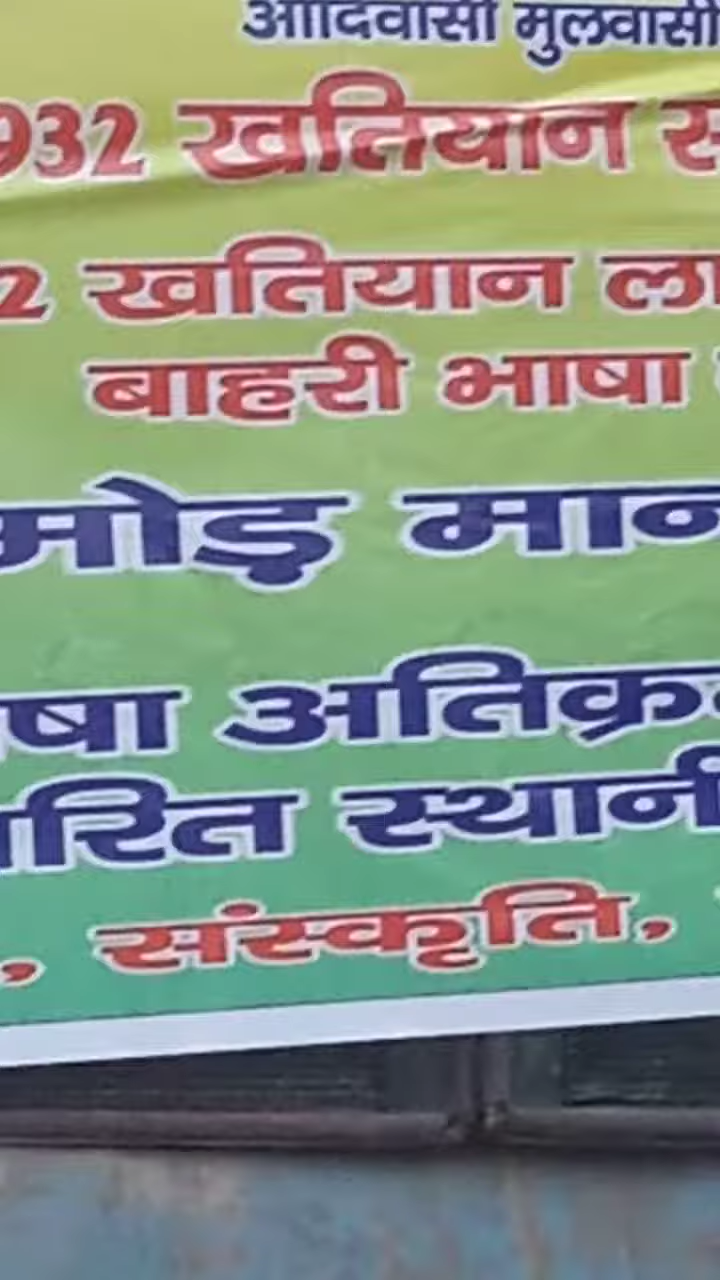 आदिवासी मुलवासी
932 खतियान स
2 खतियान ला
बाहरी भाषा
मोड़ मान
षा अतिक्र
ारित स्थानी
, संस्कृति,